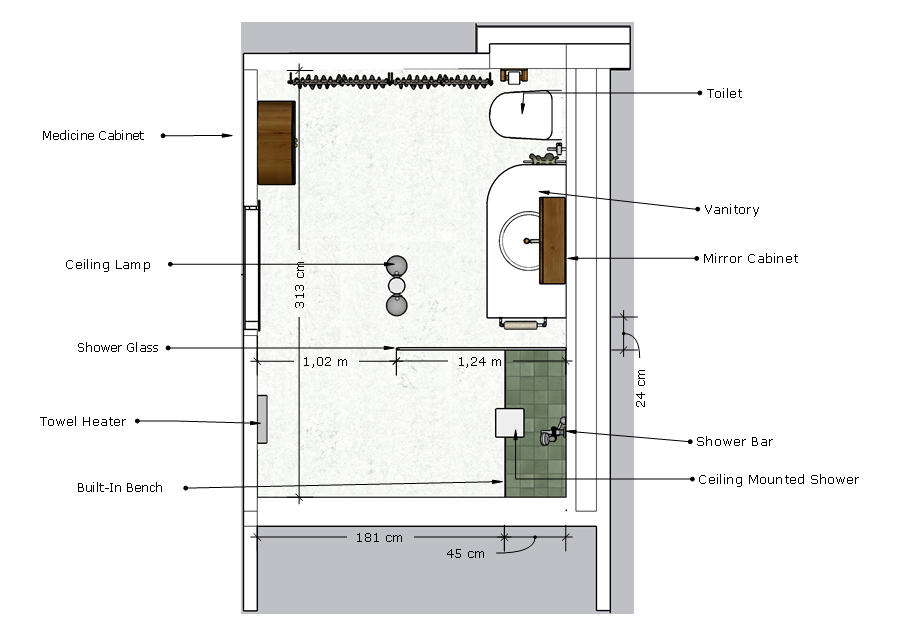 Toilet
Medicine Cabinet
Vanitory
Mirror Cabinet
Ceiling Lamp
313 cm
Shower Glass
1,02 m
1,24 m
24 cm
Towel Heater
Shower Bar
Ceiling Mounted Shower
Built-In Bench
181 cm
45 cm